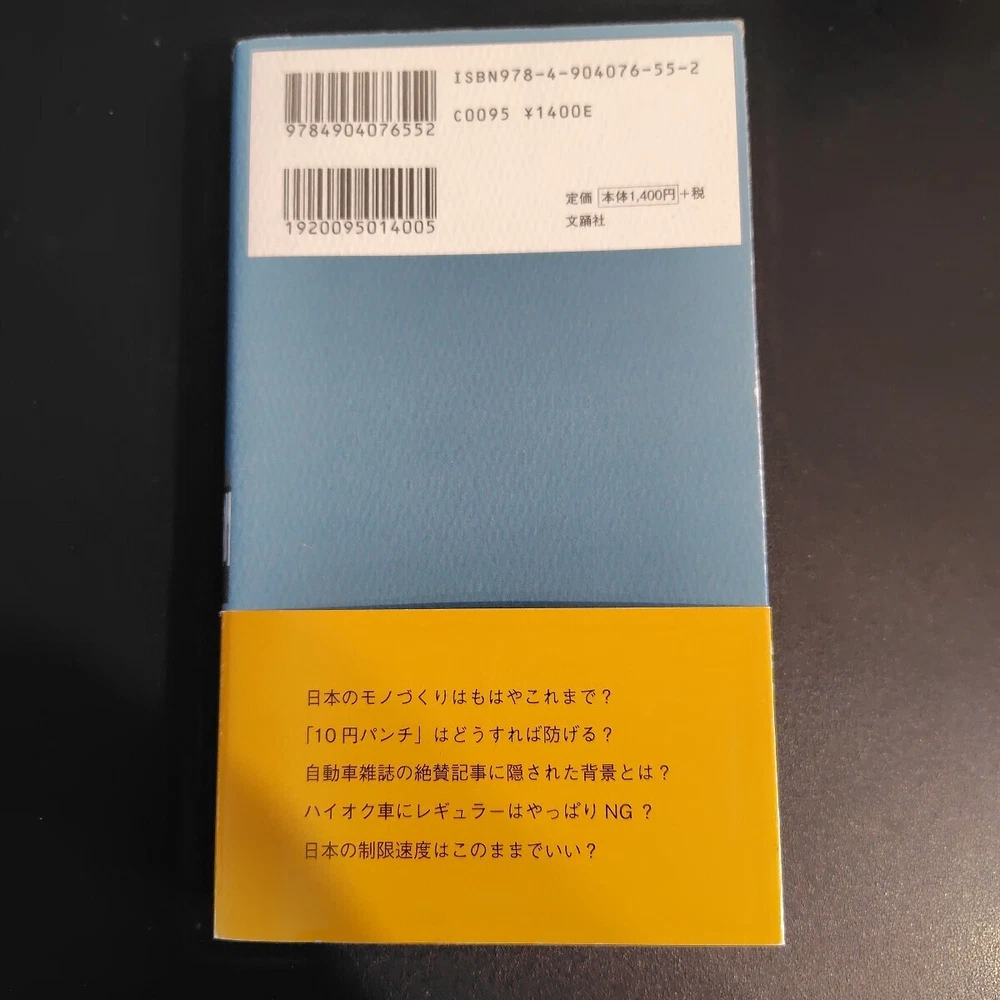 ISBN978-4-904076-55-2
9784904076552
C0095 ¥1400E
1920095014005
定価 本体1,400円+税
文踊社
日本のモノづくりはもはやこれまで?
「10円パンチ」はどうすれば防げる?
自動車雑誌の絶賛記事に隠された背景とは?
ハイオク車にレギュラーはやっぱりNG?
日本の制限速度はこのままでいい?